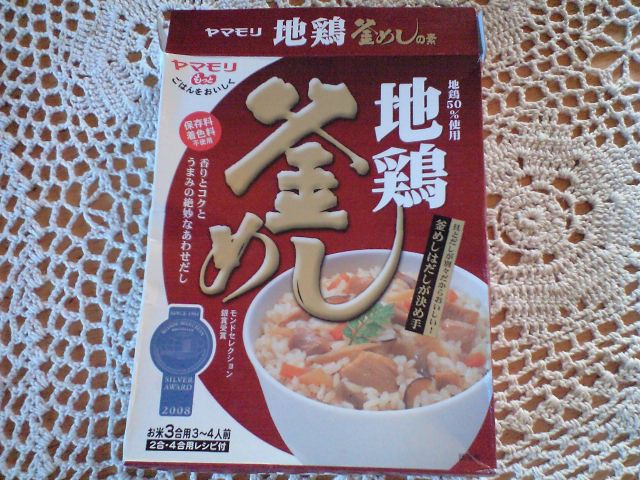 ヤマモリ 地鶏 釜めしの素
ヤマモリ
もっと
ごはんをおいしく
保存料
着色料
不使用
地鶏50%使用
地鶏
釜めし
香りとコクと
うまみの絶妙なあわせだし
釜めしはだしが決め手
モンドセレクション
銀賞受賞
SILVER
AWARD
2008
お米3合用3〜4人前
2合・4合用レシピ付